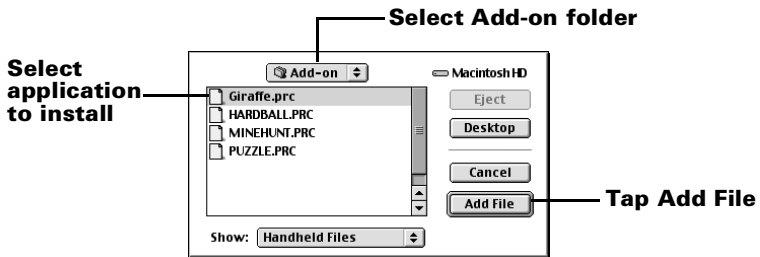 Select Add-on folder
Select
application
to install
Add-on
Macintosh HD
Giraffe.prc
HARDBALL.PRC
MINEHUNT.PRC
PUZZLE.PRC
Eject
Desktop
Cancel
Add File
Tap Add File
Show: Handheld Files